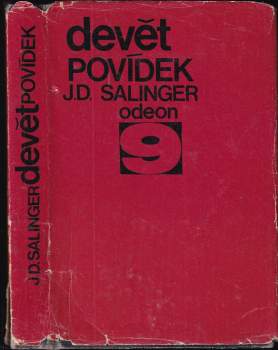 devět
POVÍDEK
J.D. SALINGER
odeon
9
J.D.SALINGER devět POVÍDEK